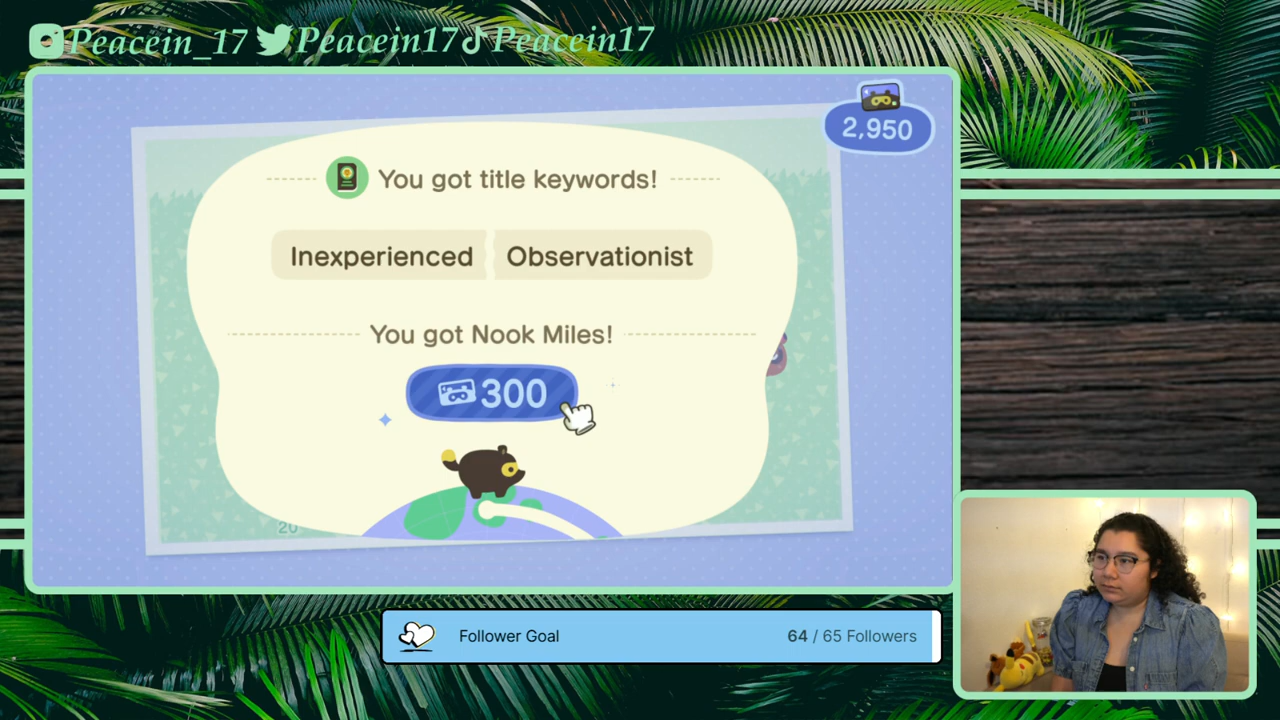 Peacein_17 Peacein17 Peacein17
2,950
You got title keywords!
Inexperienced Observationist
You got Nook Miles!
300
20
Follower Goal 64 / 65 Followers